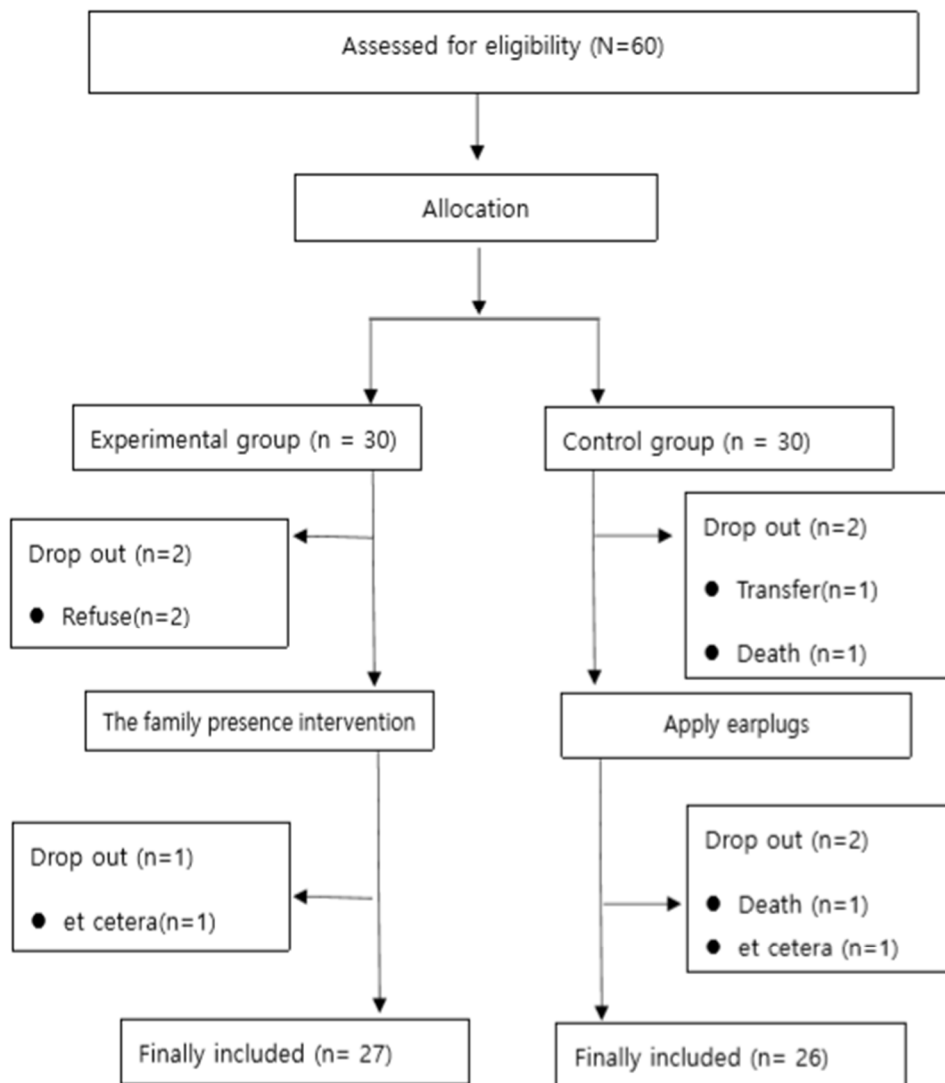 Assessed for eligibility (N=60)
Allocation
Experimental group (n = 30)
Control group (n = 30)
Drop out (n=2)
● Refuse(n=2)
Drop out (n=2)
● Transfer(n=1)
● Death (n=1)
The family presence intervention
Apply earplugs
Drop out (n=1)
● et cetera(n=1)
Drop out (n=2)
● Death (n=1)
● et cetera (n=1)
Finally included (n= 27)
Finally included (n= 26)